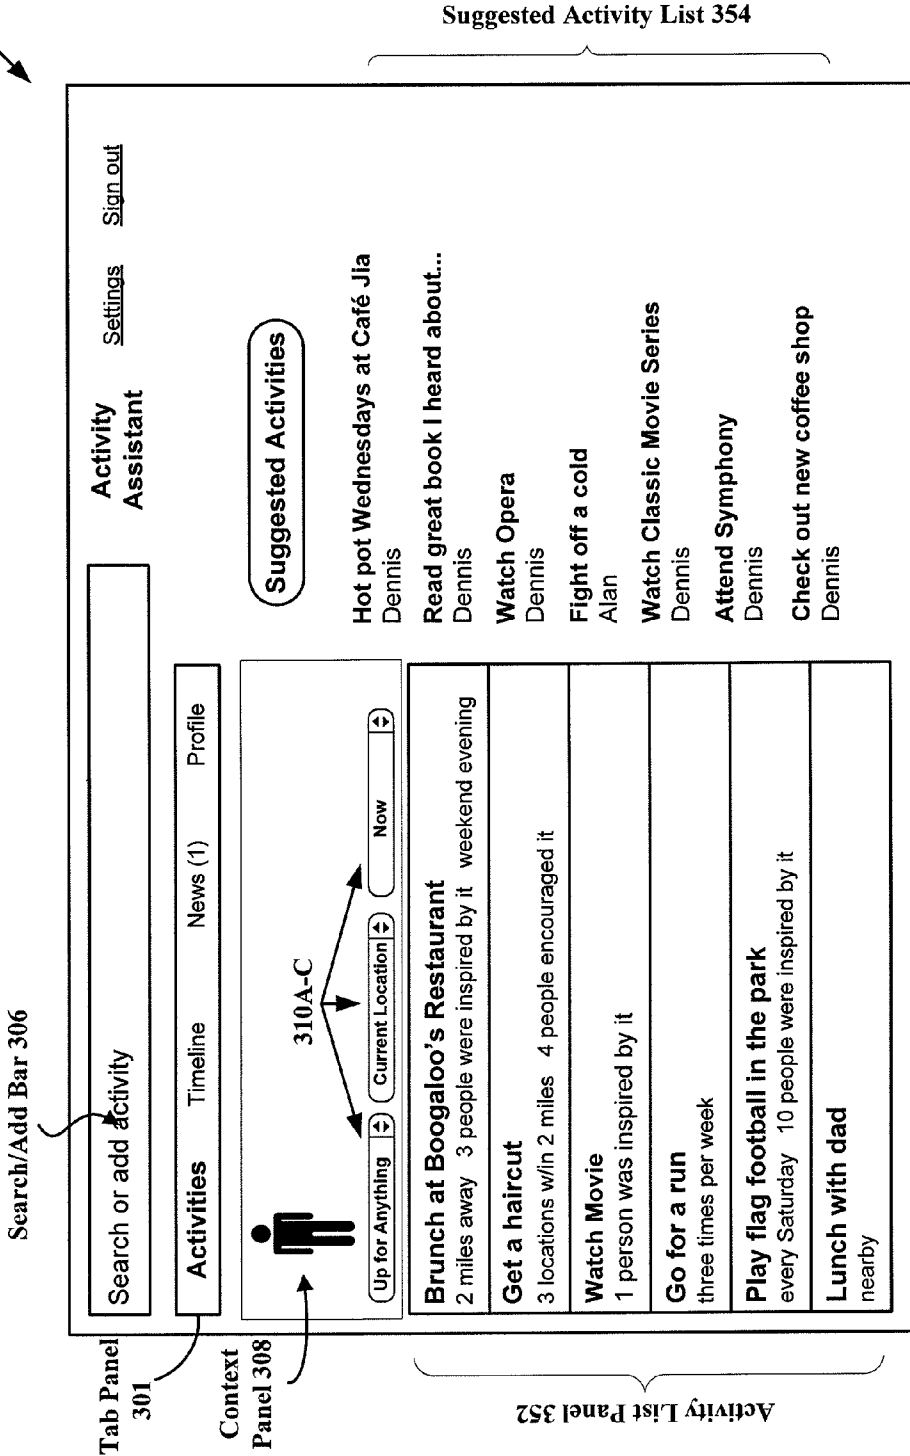 Suggested Activity List 354
Search/Add Bar 306
Search or add activity
Activity
Assistant
Settings
Sign out
Tab Panel
301
Activities
Timeline
News (1)
Profile
Context
Panel 308
310A-C
Up for Anything
Current Location
Now
Suggested Activities
Activity List Panel 352
Brunch at Boogaloo's Restaurant
2 miles away 3 people were inspired by it weekend evening
Get a haircut
3 locations w/in 2 miles 4 people encouraged it
Watch Movie
1 person was inspired by it
Go for a run
three times per week
Play flag football in the park
every Saturday 10 people were inspired by it
Lunch with dad
nearby
Hot pot Wednesdays at Café Jia
Dennis
Read great book I heard about...
Dennis
Watch Opera
Dennis
Fight off a cold
Alan
Watch Classic Movie Series
Dennis
Attend Symphony
Dennis
Check out new coffee shop
Dennis